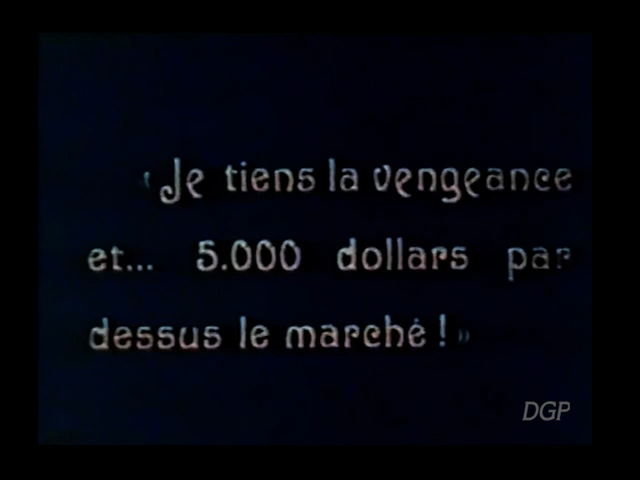 « Je tiens la vengeance
et... 5.000 dollars par
dessus le marché ! »
DGP